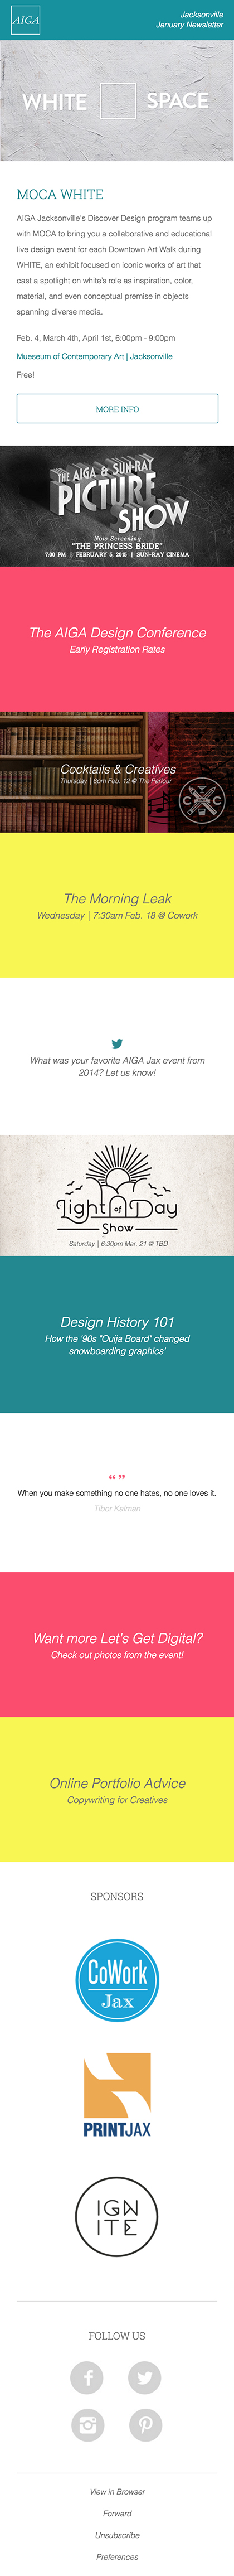 AIGA
Jacksonville
January Newsletter
WHITE SPACE
MOCA WHITE
AIGA Jacksonville's Discover Design program teams up
with MOCA to bring you a collaborative and educational
live design event for each Downtown Art Walk during
WHITE, an exhibit focused on iconic works of art that
cast a spotlight on white's role as inspiration, color,
material, and even conceptual premise in objects
spanning diverse media.
Feb. 4, March 4th, April 1st, 6:00pm - 9:00pm
Mueseum of Contemporary Art | Jacksonville
Free!
MORE INFO
THE AIGA & SUN-RAY
PICTURE
SHOW
Now Screening
"THE PRINCESS BRIDE"
7:00 PM | FEBRUARY 8, 2015 | SUN-RAY CINEMA
The AIGA Design Conference
Early Registration Rates
Cocktails & Creatives
Thursday | 6pm Feb. 12 @ The Parlour
C C
The Morning Leak
Wednesday | 7:30am Feb. 18 @ Cowork
What was your favorite AIGA Jax event from
2014? Let us know!
Light of Day
Show
Saturday | 6:30pm Mar. 21 @ TBD
Design History 101
How the '90s "Ouija Board" changed
snowboarding graphics'
“ ”
When you make something no one hates, no one loves it.
Tibor Kalman
Want more Let's Get Digital?
Check out photos from the event!
Online Portfolio Advice
Copywriting for Creatives
SPONSORS
CoWork
Jax
PRINTJAX
IGN
ITE
FOLLOW US
View in Browser
Forward
Unsubscribe
Preferences